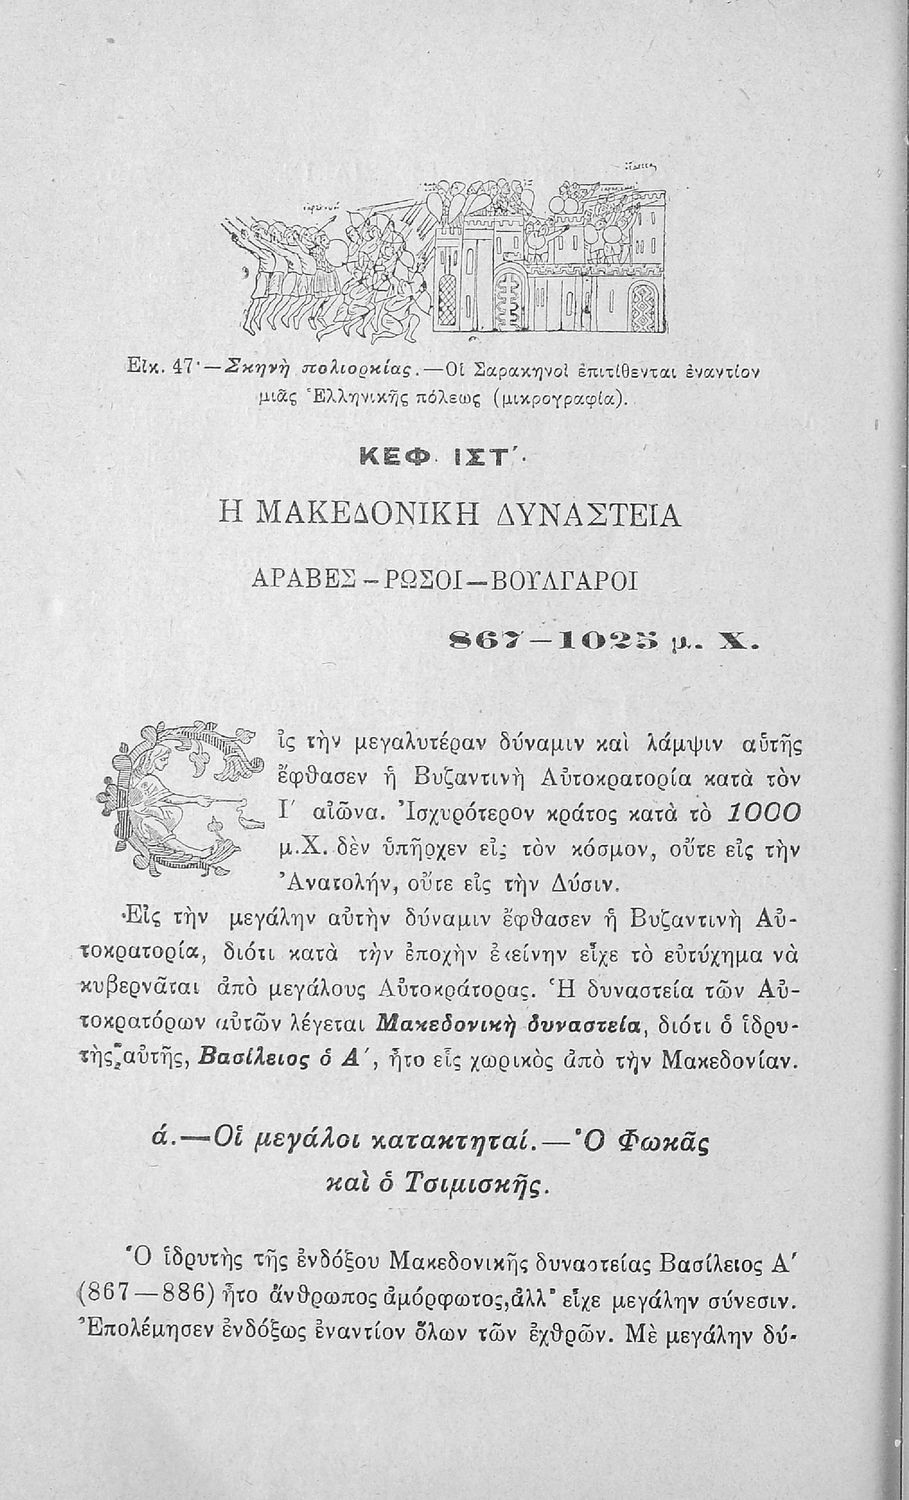 Εἰκ. 47·—Σκηνὴ πολιορκίας.—Οἱ Σαρακηνοὶ ἐπιτίθενται ἐναντίον
μιᾶς Ἑλληνικῆς πόλεως (μικρογραφία).
ΚΕΦ. ΙΣΤ΄.
Η ΜΑΚΕΔΟΝΙΚΗ ΔΥΝΑΣΤΕΙΑ
ΑΡΑΒΕΣ – ΡΩΣΟΙ — ΒΟΥΛΓΑΡΟΙ
867—1025 μ. Χ.
Εἰς τὴν μεγαλυτέραν δύναμιν καὶ λάμψιν αὑτῆς
ἔφθασεν ἡ Βυζαντινὴ Αὐτοκρατορία κατὰ τὸν
Ι΄ αἰῶνα. Ἰσχυρότερον κράτος κατὰ τὸ 1000
μ.Χ. δὲν ὑπῆρχεν εἰς τὸν κόσμον, οὔτε εἰς τὴν
Ἀνατολήν, οὔτε εἰς τὴν Δύσιν.
Εἰς τὴν μεγάλην αὐτὴν δύναμιν ἔφθασεν ἡ Βυζαντινὴ Αὐ-
τοκρατορία, διότι κατὰ τὴν ἐποχὴν ἐκείνην εἶχε τὸ εὐτύχημα νὰ
κυβερνᾶται ἀπὸ μεγάλους Αὐτοκράτορας. Ἡ δυναστεία τῶν Αὐ-
τοκρατόρων αὐτῶν λέγεται Μακεδονικὴ δυναστεία, διότι ὁ ἱδρυ-
τὴς αὐτῆς, Βασίλειος ὁ Α΄, ἦτο εἷς χωρικὸς ἀπὸ τὴν Μακεδονίαν.
ά.—Οἱ μεγάλοι κατακτηταί.—Ὁ Φωκᾶς
καὶ ὁ Τσιμισκῆς.
Ὁ ἱδρυτὴς τῆς ἐνδόξου Μακεδονικῆς δυναστείας Βασίλειος Α΄
(867—886) ἦτο ἄνθρωπος ἀμόρφωτος,ἀλλ' εἶχε μεγάλην σύνεσιν.
Ἐπολέμησεν ἐνδόξως ἐναντίον ὅλων τῶν ἐχθρῶν. Μὲ μεγάλην δύ-